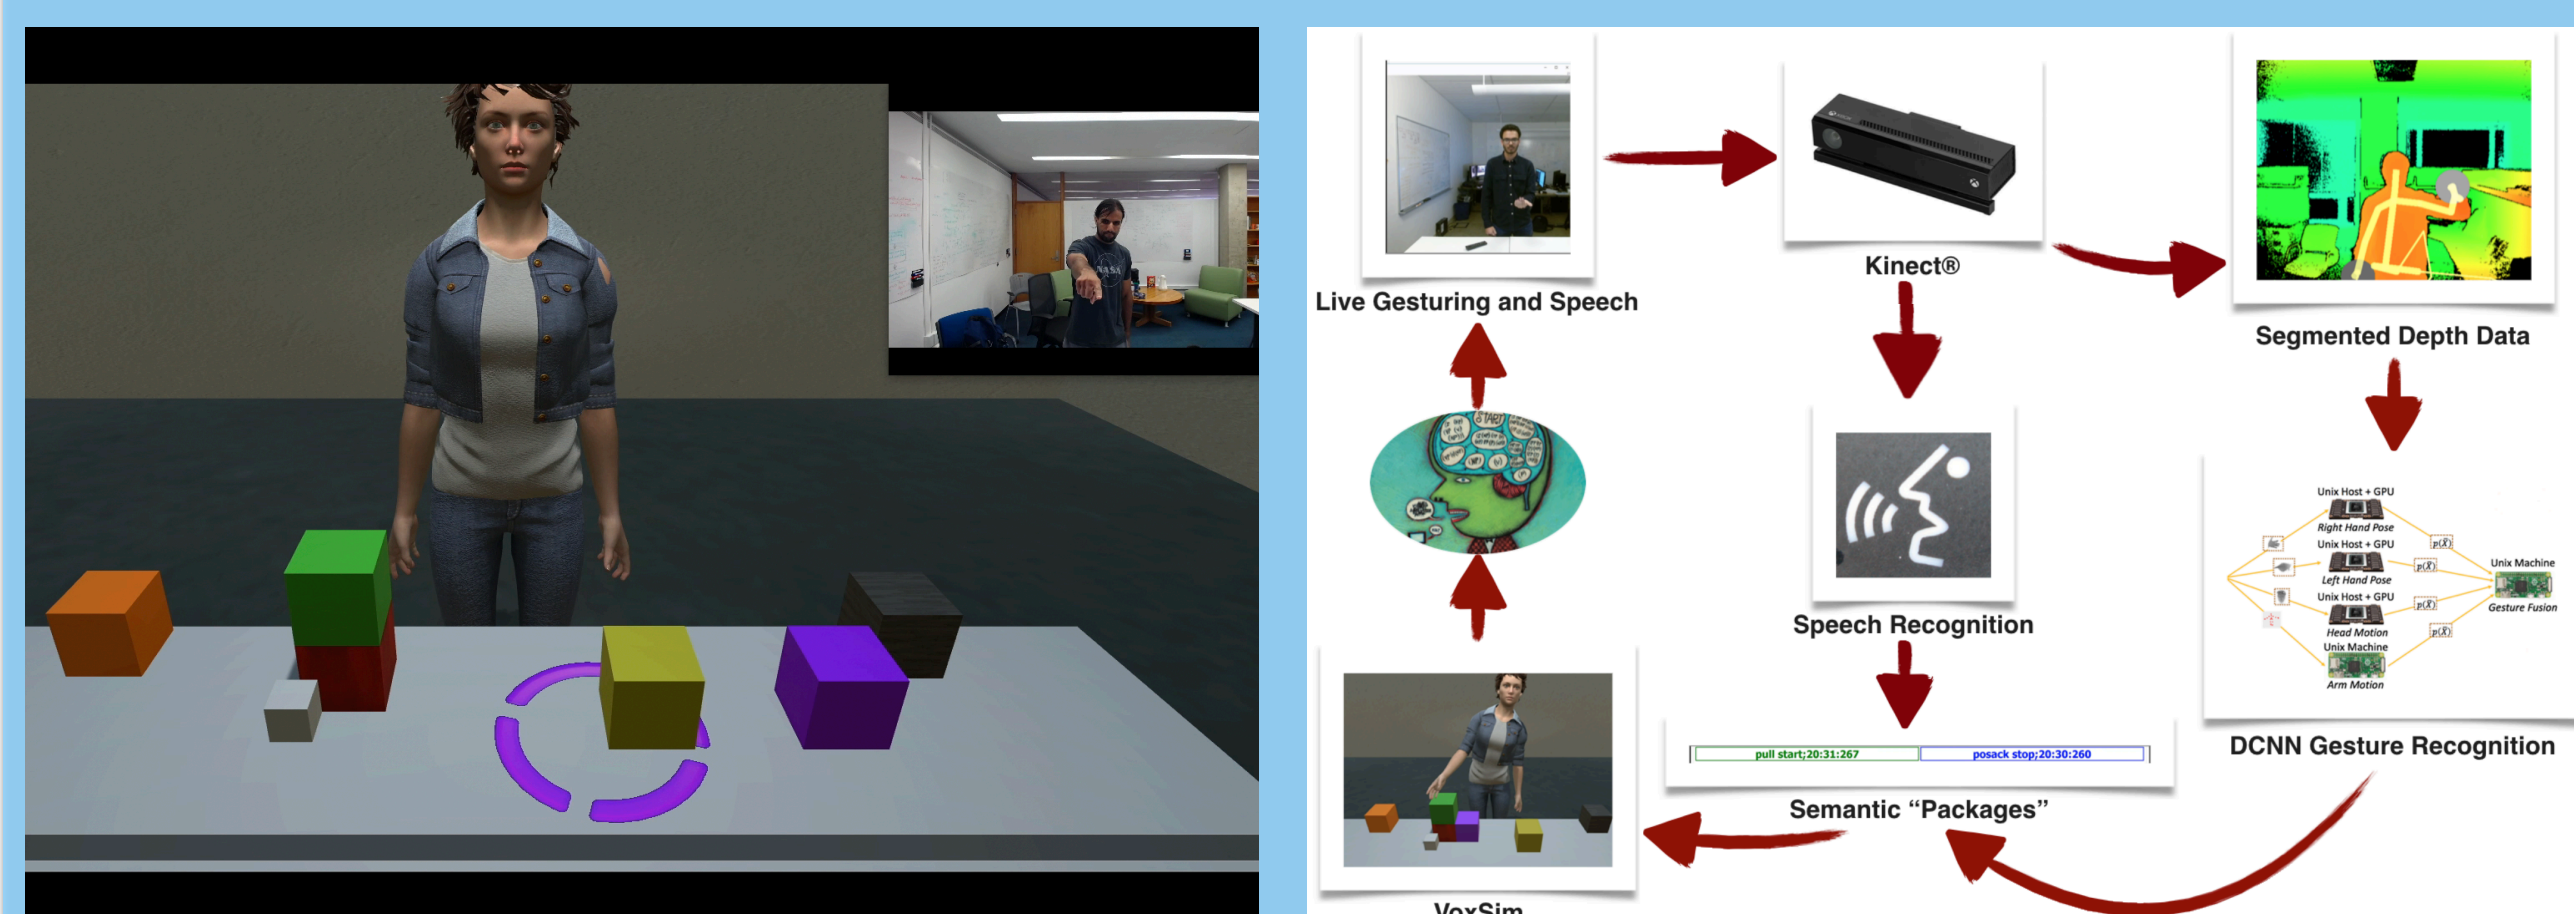 NASA
Live Gesturing and Speech
Kinect®
Segmented Depth Data
START
Speech Recognition
Unix Host + GPU
Right Hand Pose
p(X̄)
Unix Host + GPU
Left Hand Pose
p(X̄)
Unix Host + GPU
Head Motion
p(X̄)
Unix Machine
Arm Motion
p(X̄)
Unix Machine
Gesture Fusion
DCNN Gesture Recognition
pull start;20:31:267
posack stop;20:30:260
Semantic “Packages”
VoxSim